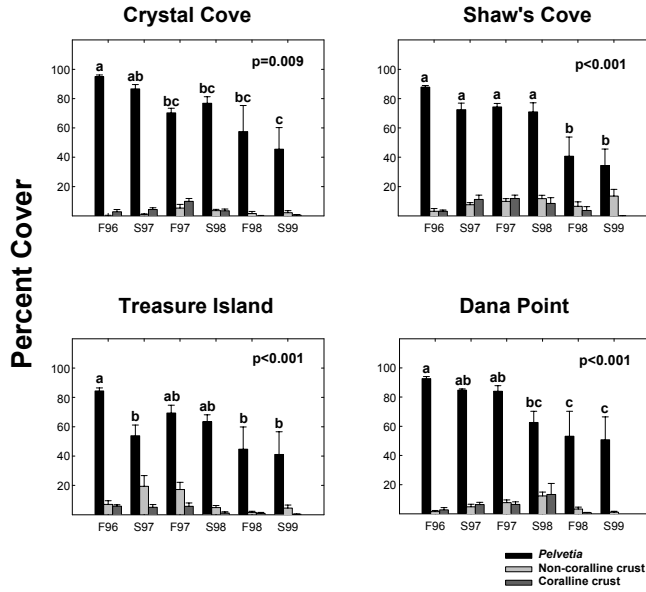 Crystal Cove
Shaw's Cove
p=0.009
p<0.001
100
80
60
40
20
a
ab
bc
bc
bc
c
F96
S97
F97
S98
F98
S99
100
80
60
40
20
a
a
a
a
b
b
F96
S97
F97
S98
F98
S99
Percent Cover
Treasure Island
Dana Point
p<0.001
p<0.001
100
80
60
40
20
a
b
ab
ab
b
b
F96
S97
F97
S98
F98
S99
100
80
60
40
20
a
ab
ab
bc
c
c
F96
S97
F97
S98
F98
S99
Pelvetia
Non-coralline crust
Coralline crust